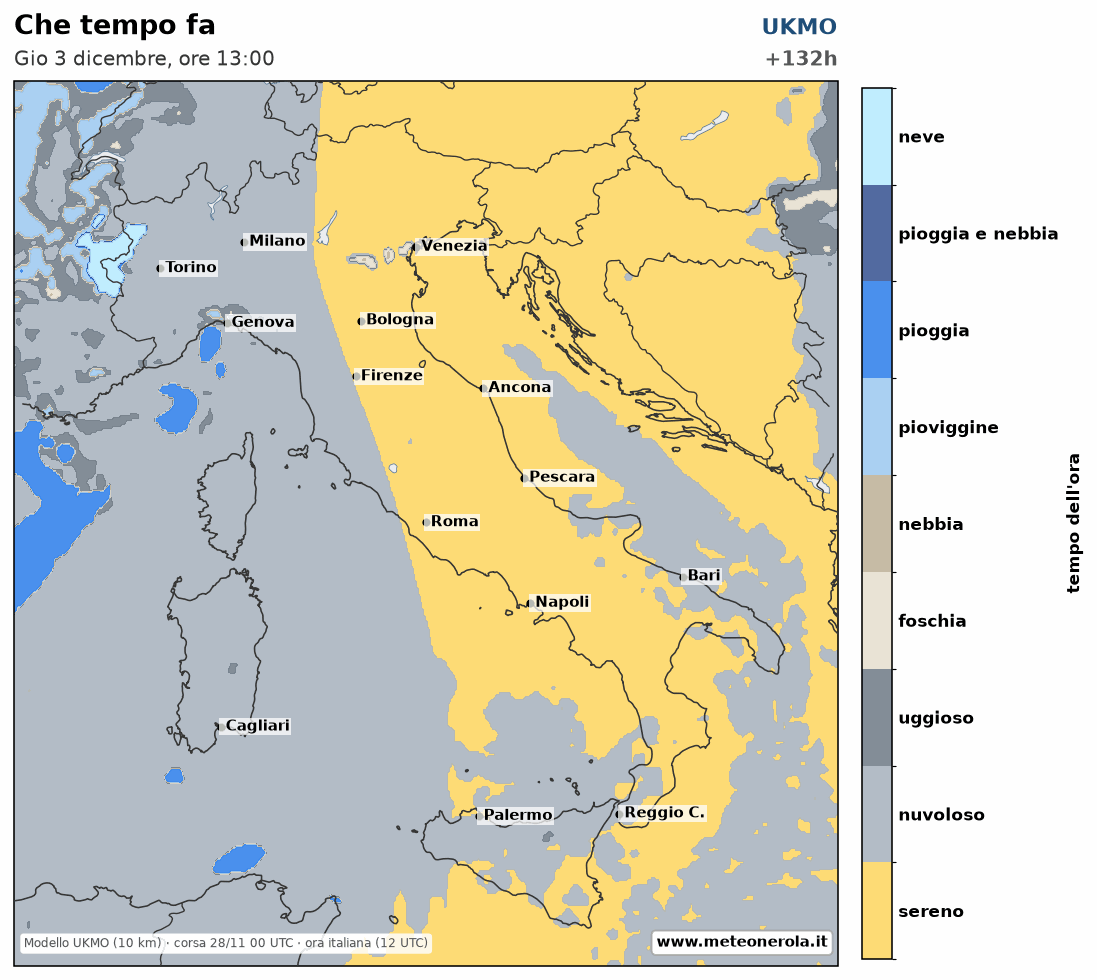 Che tempo fa
UKMO
Gio 3 dicembre, ore 13:00
+132h
neve
pioggia e nebbia
pioggia
pioviggine
nebbia
foschia
uggioso
nuvoloso
sereno
tempo dell'ora
Milano
Venezia
Torino
Genova
Bologna
Firenze
Ancona
Pescara
Roma
Bari
Napoli
Cagliari
Palermo
Reggio C.
Modello UKMO (10 km) · corsa 28/11 00 UTC · ora italiana (12 UTC)
www.meteonerola.it